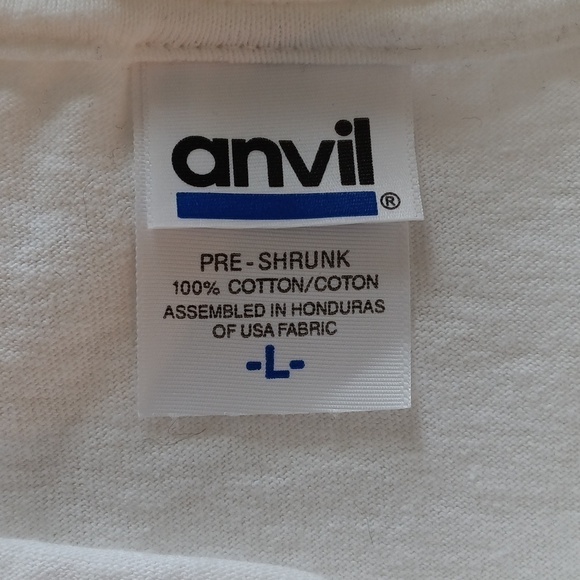 anvil ®
PRE-SHRUNK
100% COTTON/COTON
ASSEMBLED IN HONDURAS
OF USA FABRIC
-L-